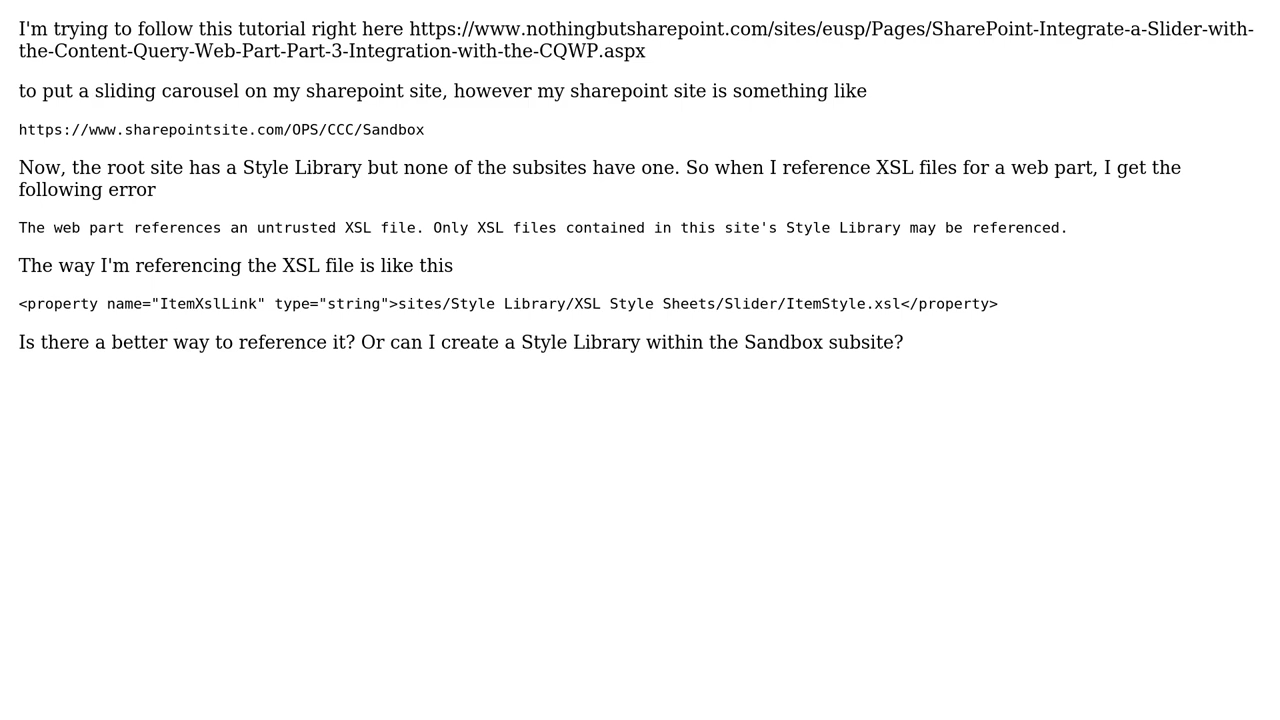 I'm trying to follow this tutorial right here https://www.nothingbutsharepoint.com/sites/eusp/Pages/SharePoint-Integrate-a-Slider-with-
the-Content-Query-Web-Part-Part-3-Integration-with-the-CQWP.aspx
to put a sliding carousel on my sharepoint site, however my sharepoint site is something like
https://www.sharepointsite.com/OPS/CCC/Sandbox
Now, the root site has a Style Library but none of the subsites have one. So when I reference XSL files for a web part, I get the
following error
The web part references an untrusted XSL file. Only XSL files contained in this site's Style Library may be referenced.
The way I'm referencing the XSL file is like this
<property name="ItemXslLink" type="string">sites/Style Library/XSL Style Sheets/Slider/ItemStyle.xsl</property>
Is there a better way to reference it? Or can I create a Style Library within the Sandbox subsite?